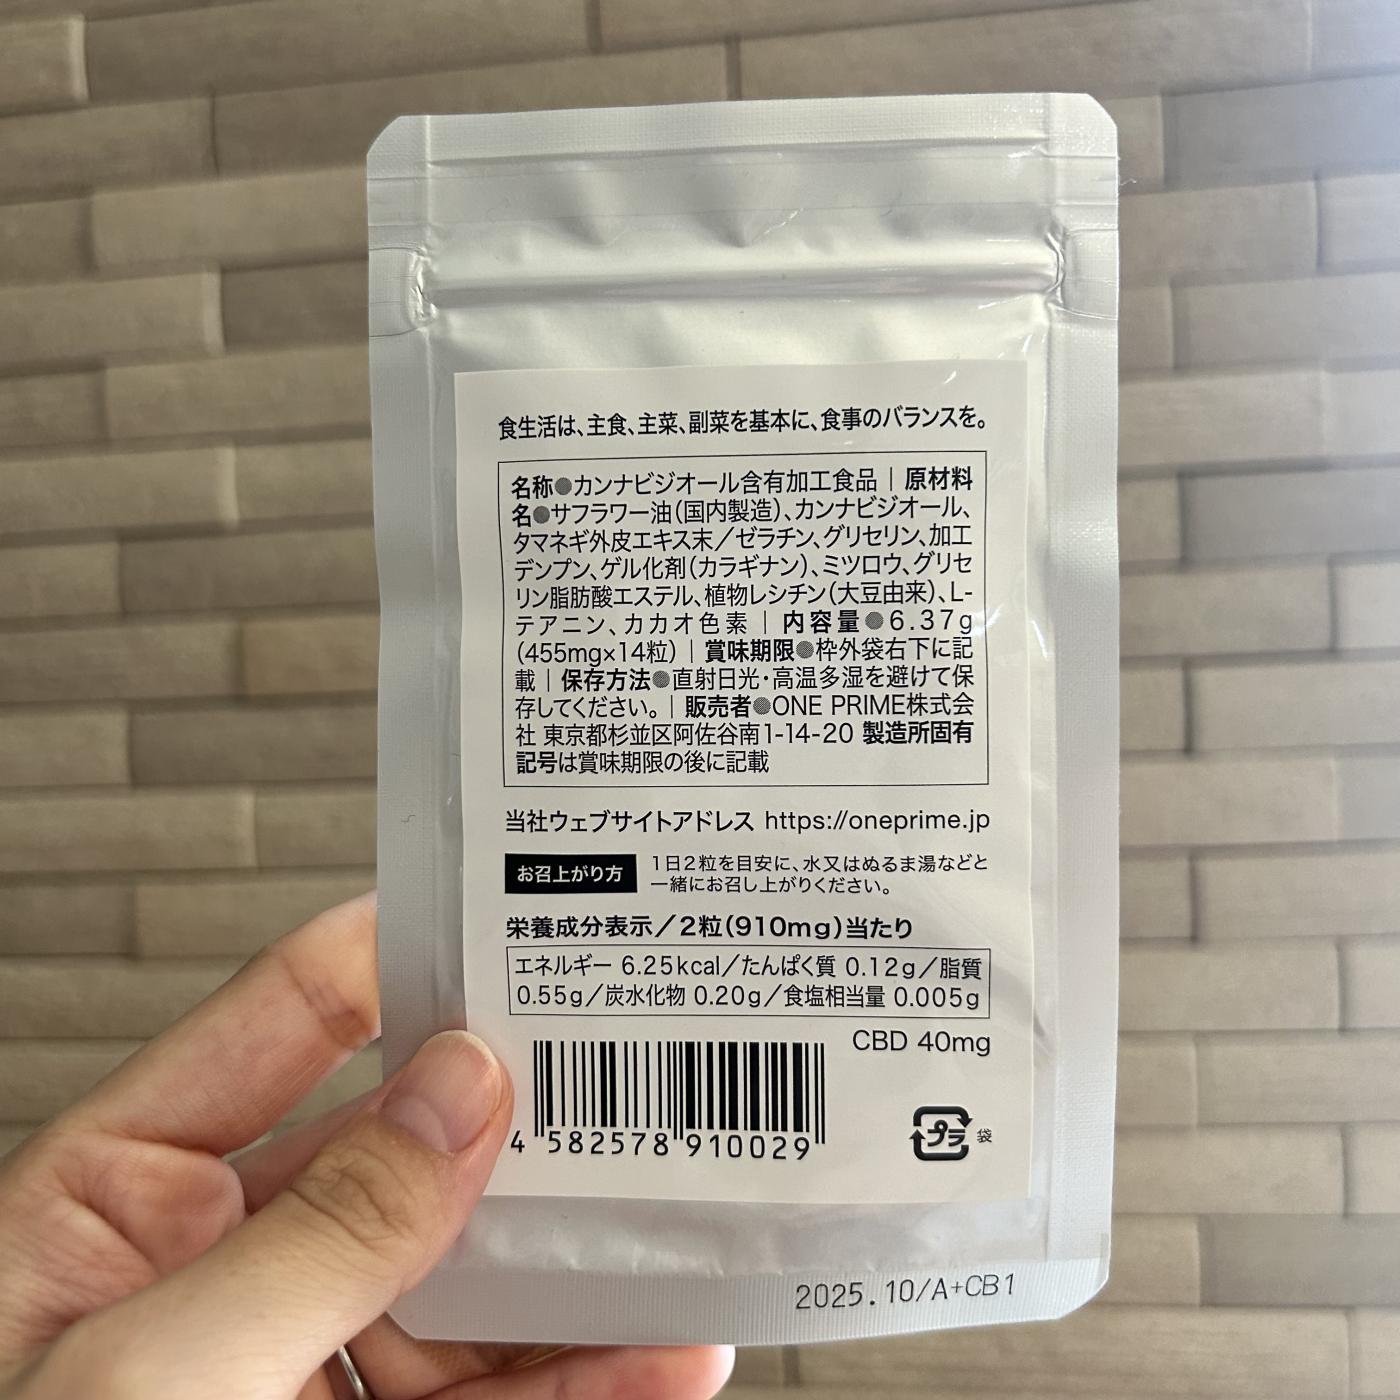 食生活は、主食、主菜、副菜を基本に、食事のバランスを。
名称●カンナビジオール含有加工食品｜原材料
名●サフラワー油（国内製造）、カンナビジオール、
タマネギ外皮エキス末／ゼラチン、グリセリン、加工
デンプン、ゲル化剤（カラギナン）、ミツロウ、グリセ
リン脂肪酸エステル、植物レシチン（大豆由来）、L-
テアニン、カカオ色素｜内容量●6.37g
（455mg×14粒）｜賞味期限●枠外袋右下に記
載｜保存方法●直射日光・高温多湿を避けて保
存してください。｜販売者●ONE PRIME株式会
社 東京都杉並区阿佐谷南1-14-20 製造所固有
記号は賞味期限の後に記載
当社ウェブサイトアドレス https://oneprime.jp
お召上がり方
1日2粒を目安に、水又はぬるま湯などと
一緒にお召し上がりください。
栄養成分表示／2粒（910mg）当たり
エネルギー 6.25kcal／たんぱく質 0.12g／脂質
0.55g／炭水化物 0.20g／食塩相当量 0.005g
CBD 40mg
4 582578 910029
プラ 袋
2025.10/A+CB1